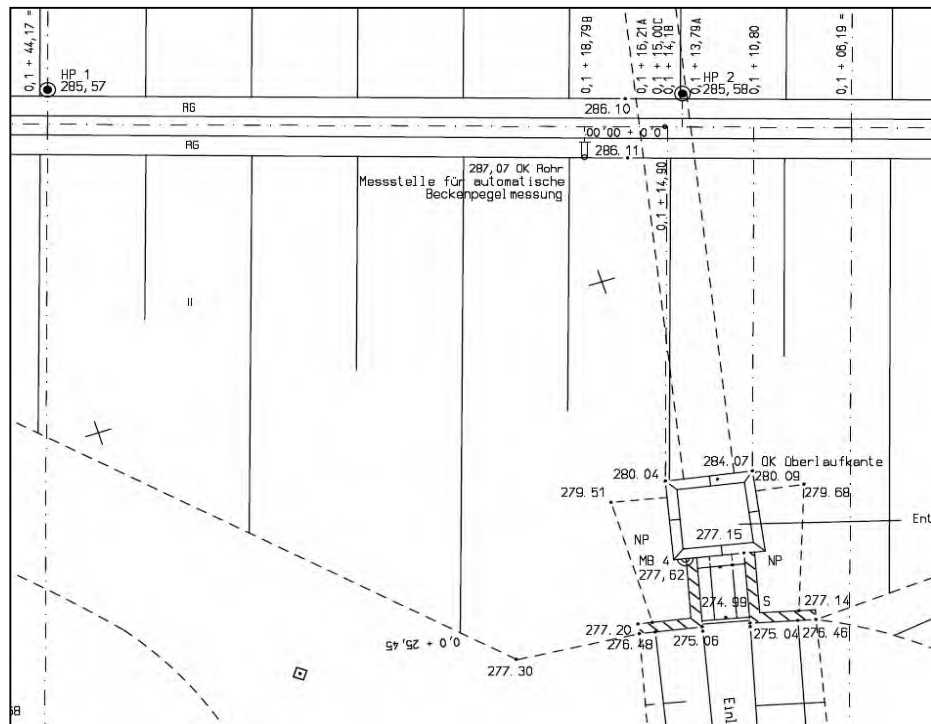 0,1 + 44,17 =
0,1 + 18,79B
0,1 + 16,21A
0,1 + 15,00C
0,1 + 14,18
0,1 + 13,79A
0,1 + 10,80
0,1 + 06,19 =
HP 1
285,57
HP 2
285,58
RG
286.10
0,0 + 00,00
RG
286.11
287,07 OK Rohr
Messstelle für automatische
Beckenpegelmessung
0,1 + 14,90
II
284.07 OK Überlaufkante
280.04
280.09
279.51
279.68
Ent
277.15
NP
MB 4
277,62
NP
274.99
S
277.14
277.20
276.48
275.06
275.04
276.46
0,0 + 25,45
277.30
Einl
68